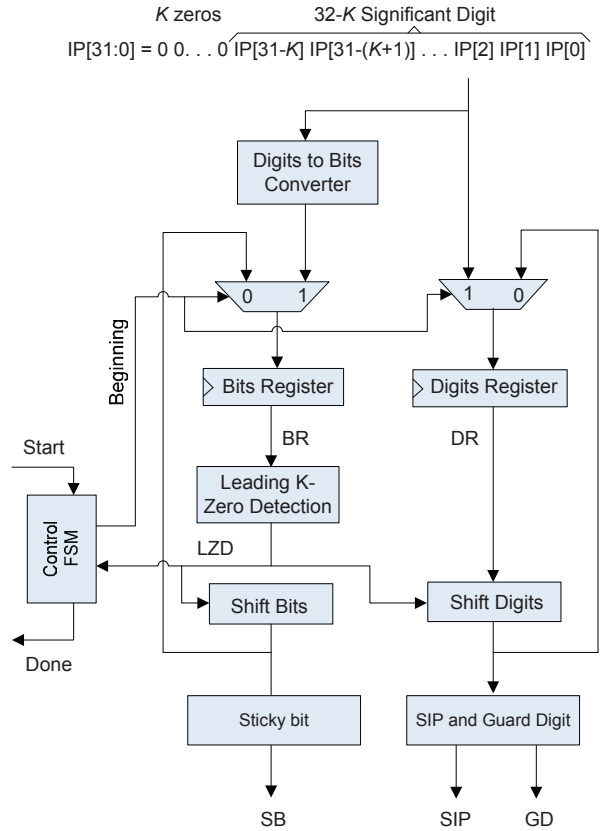 K zeros 32-K Significant Digit
IP[31:0] = 0 0. . . 0 IP[31-K] IP[31-(K+1)] . . . IP[2] IP[1] IP[0]
Digits to Bits
Converter
0 1
1 0
Beginning
Bits Register
Digits Register
BR
DR
Start
Leading K-
Zero Detection
Control
FSM
LZD
Shift Bits
Shift Digits
Done
Sticky bit
SIP and Guard Digit
SB
SIP
GD